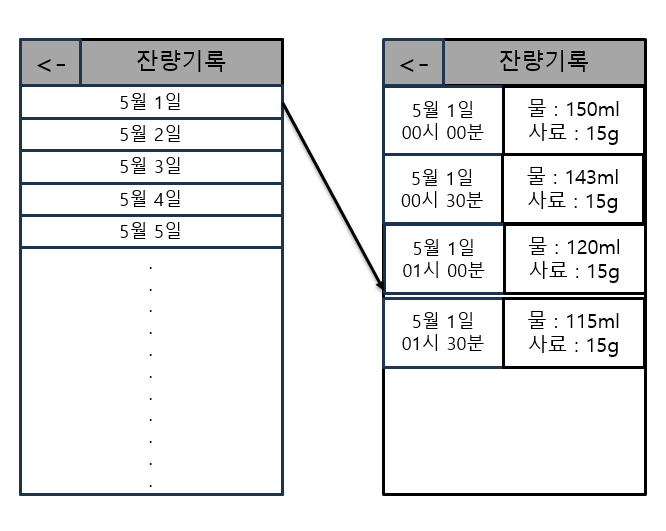 <- 잔량기록
5월 1일
5월 2일
5월 3일
5월 4일
5월 5일
.
.
.
.
.
.
.
.
.
.
.
<- 잔량기록
5월 1일
00시 00분
물 : 150ml
사료 : 15g
5월 1일
00시 30분
물 : 143ml
사료 : 15g
5월 1일
01시 00분
물 : 120ml
사료 : 15g
5월 1일
01시 30분
물 : 115ml
사료 : 15g